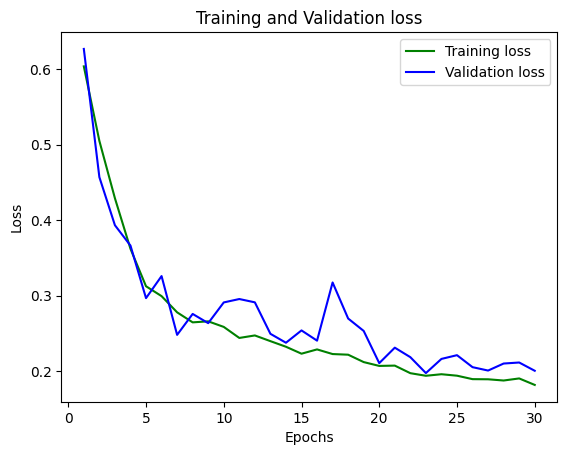 Training and Validation loss
Training loss
Validation loss
Loss
0.6
0.5
0.4
0.3
0.2
0 5 10 15 20 25 30
Epochs